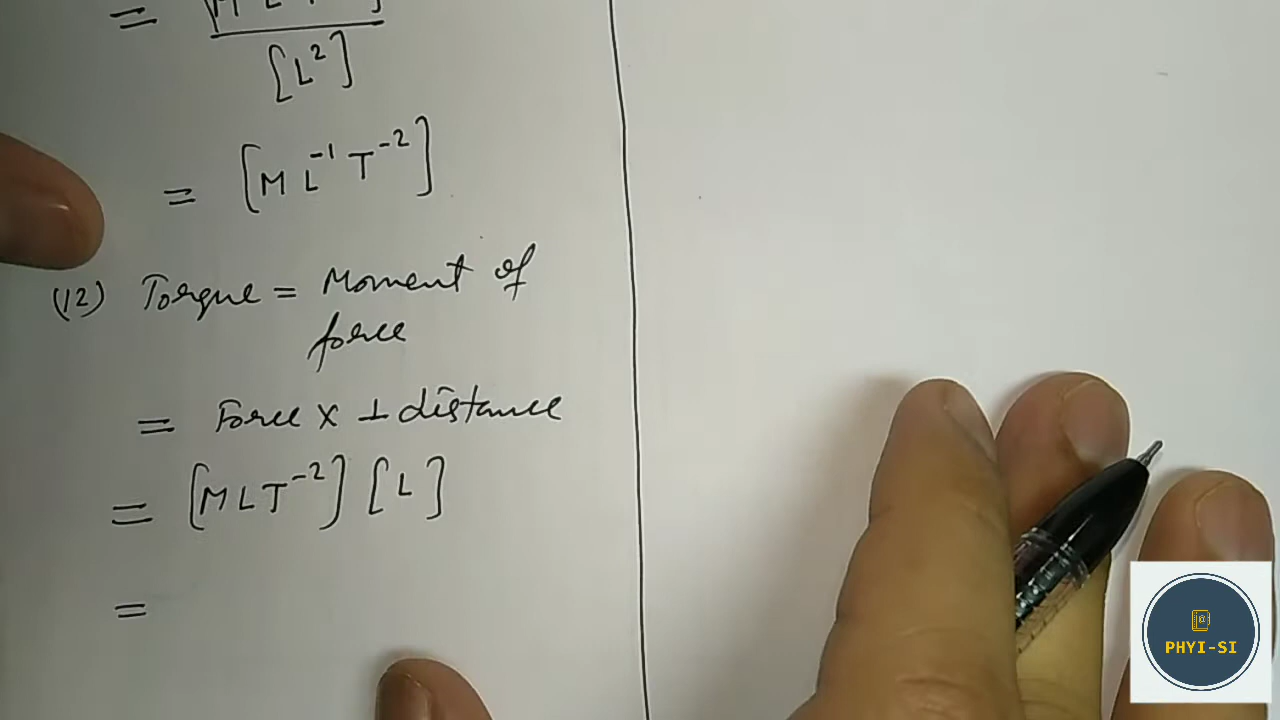 =
[L²]
= [M L⁻¹ T⁻²]
(12) Torque = Moment of
force
= Force × ⊥ distance
= [M L T⁻²] [L]
=
PHYI-SI